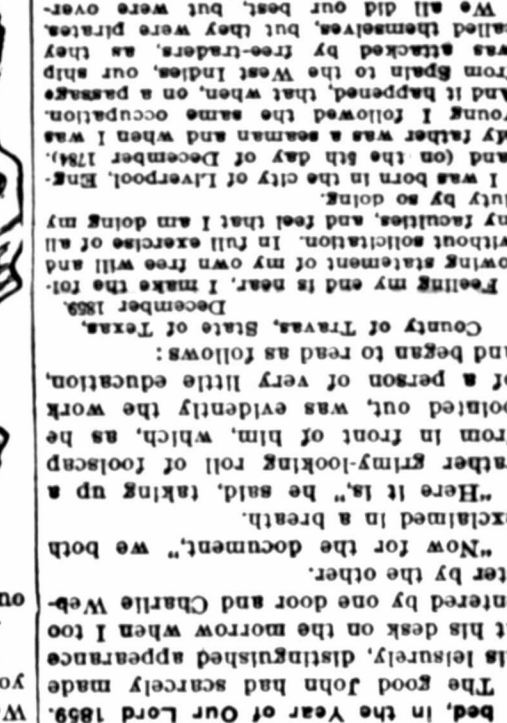 bed, in the Year of Our Lord 1859.
The good John had scarcely made
is leisurely, distinguished appearance
t his desk on the morrow when I too
entered by one door and Charlie Web-
ter by the other.
"Now for the document," we both
exclaimed in a breath.
"Here it is," he said, taking up a
ather grimy-looking roll of foolscap
from in front of him, which, as he
pointed out, was evidently the work
of a person of very little education,
and began to read as follows:
County of Travas, State of Texas,
December 1859.
Feeling my end is near, I make the fol-
owing statement of my own free will and
without solicitation. In full exercise of all
my faculties, and feel that I am doing my
duty by so doing.
I was born in the city of Liverpool, Eng-
and (on the 5th day of December 1784).
My father was a seaman and when I was
young I followed the same occupation.
And it happened, that when, on a passage
from Spain to the West Indies, our ship
was attacked by free-traders, as they
called themselves, but they were pirates.
We all did our best, but were over-